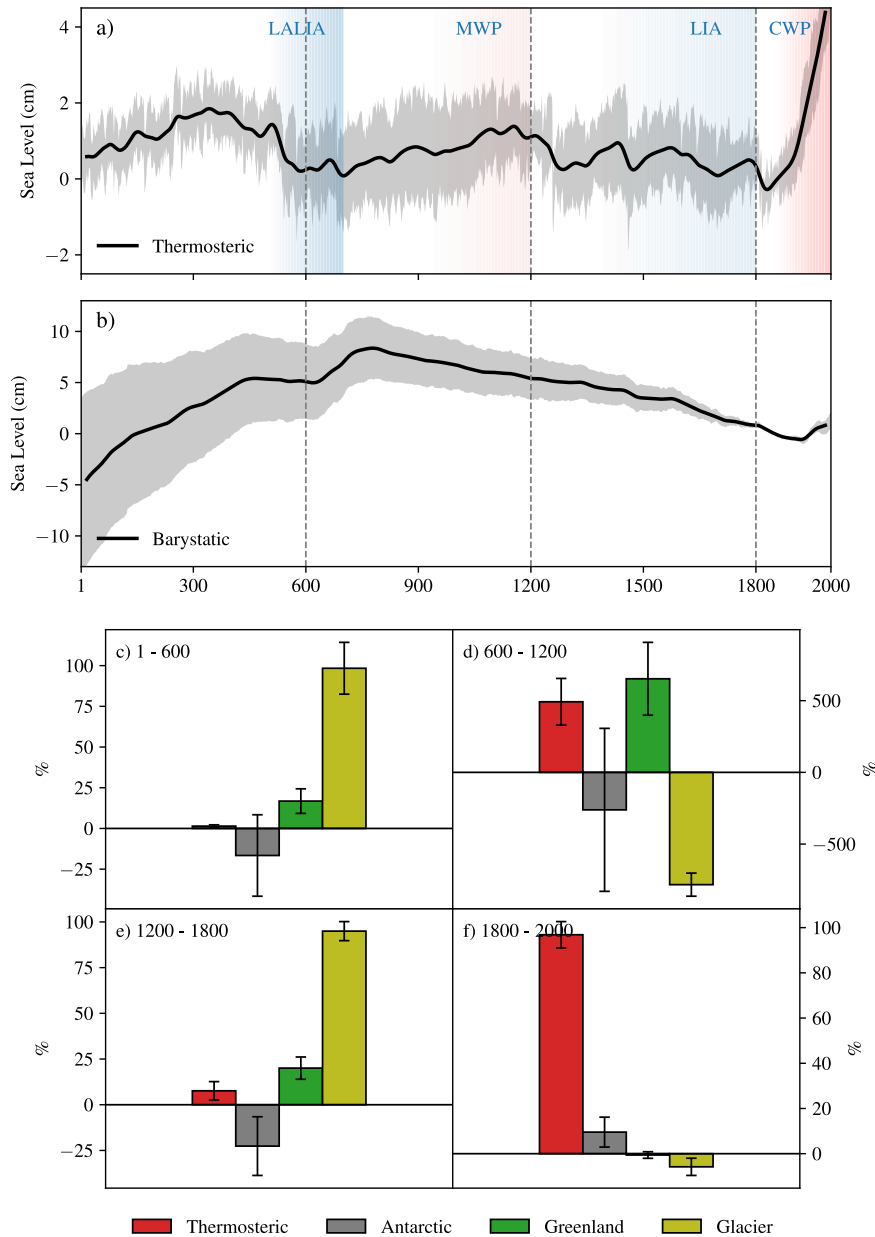 a)
LALIA MWP LIA CWP
4
2
0
−2
Sea Level (cm)
Thermosteric
b)
10
5
0
−5
−10
Sea Level (cm)
Barystatic
1 300 600 900 1200 1500 1800 2000
c) 1 - 600
100
75
50
25
0
−25
%
d) 600 - 1200
500
0
−500
%
e) 1200 - 1800
100
75
50
25
0
−25
%
f) 1800 - 2000
100
80
60
40
20
0
%
Thermosteric Antarctic Greenland Glacier